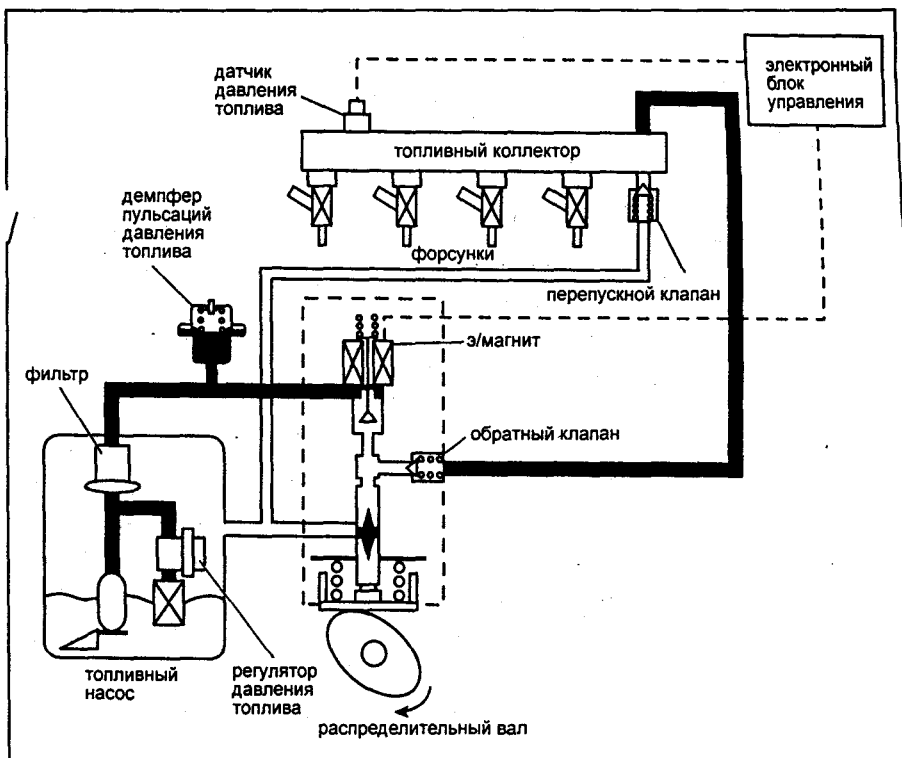 датчик
давления
топлива
электронный
блок
управления
топливный коллектор
демпфер
пульсаций
давления
топлива
форсунки
перепускной клапан
э/магнит
фильтр
обратный клапан
топливный
насос
регулятор
давления
топлива
распределительный вал